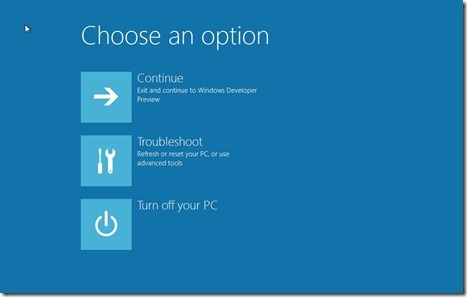 Choose an option
Continue
Exit and continue to Windows Developer
Preview
Troubleshoot
Refresh or reset your PC, or use
advanced tools
Turn off your PC